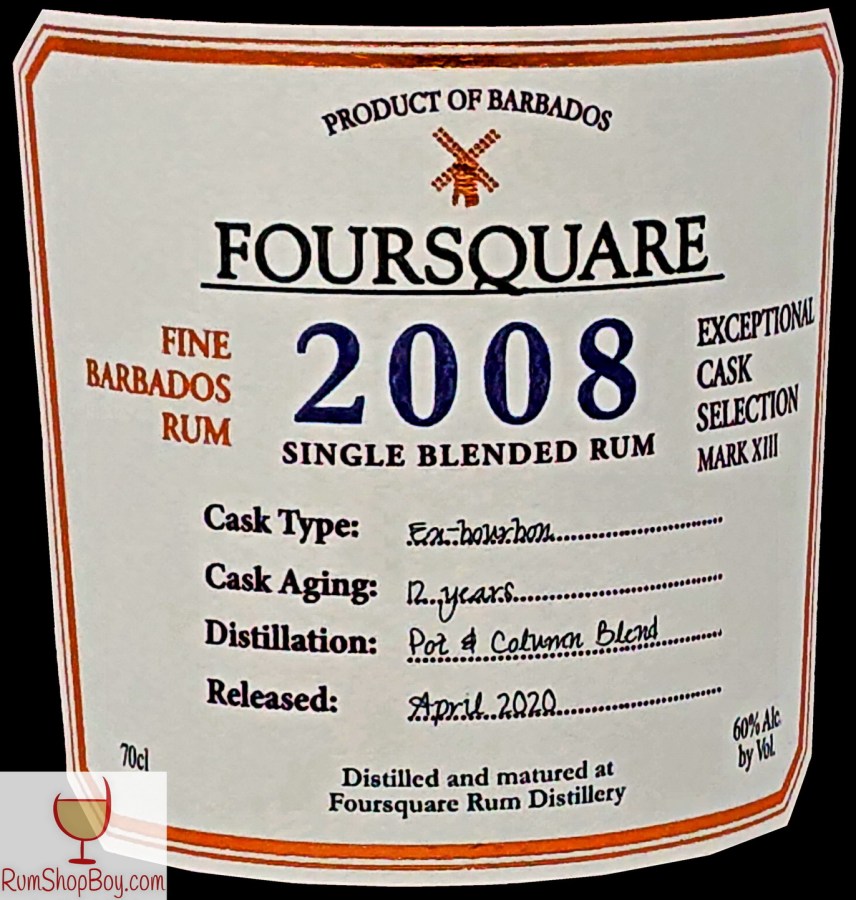 PRODUCT OF BARBADOS
FOURSQUARE
FINE
BARBADOS
RUM
2008
SINGLE BLENDED RUM
EXCEPTIONAL
CASK
SELECTION
MARK XIII
Cask Type: Ex-bourbon
Cask Aging: 12 years
Distillation: Pot & Column Blend
Released: April 2020
70cl
60% Alc
by Vol.
Distilled and matured at
Foursquare Rum Distillery
RumShopBoy.com